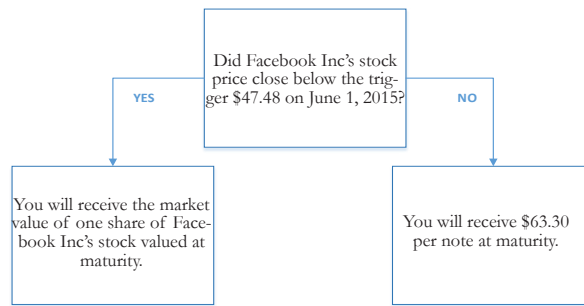 Did Facebook Inc's stock
price close below the trig-
ger $47.48 on June 1, 2015?
YES
NO
You will receive the market
value of one share of Face-
book Inc's stock valued at
maturity.
You will receive $63.30
per note at maturity.